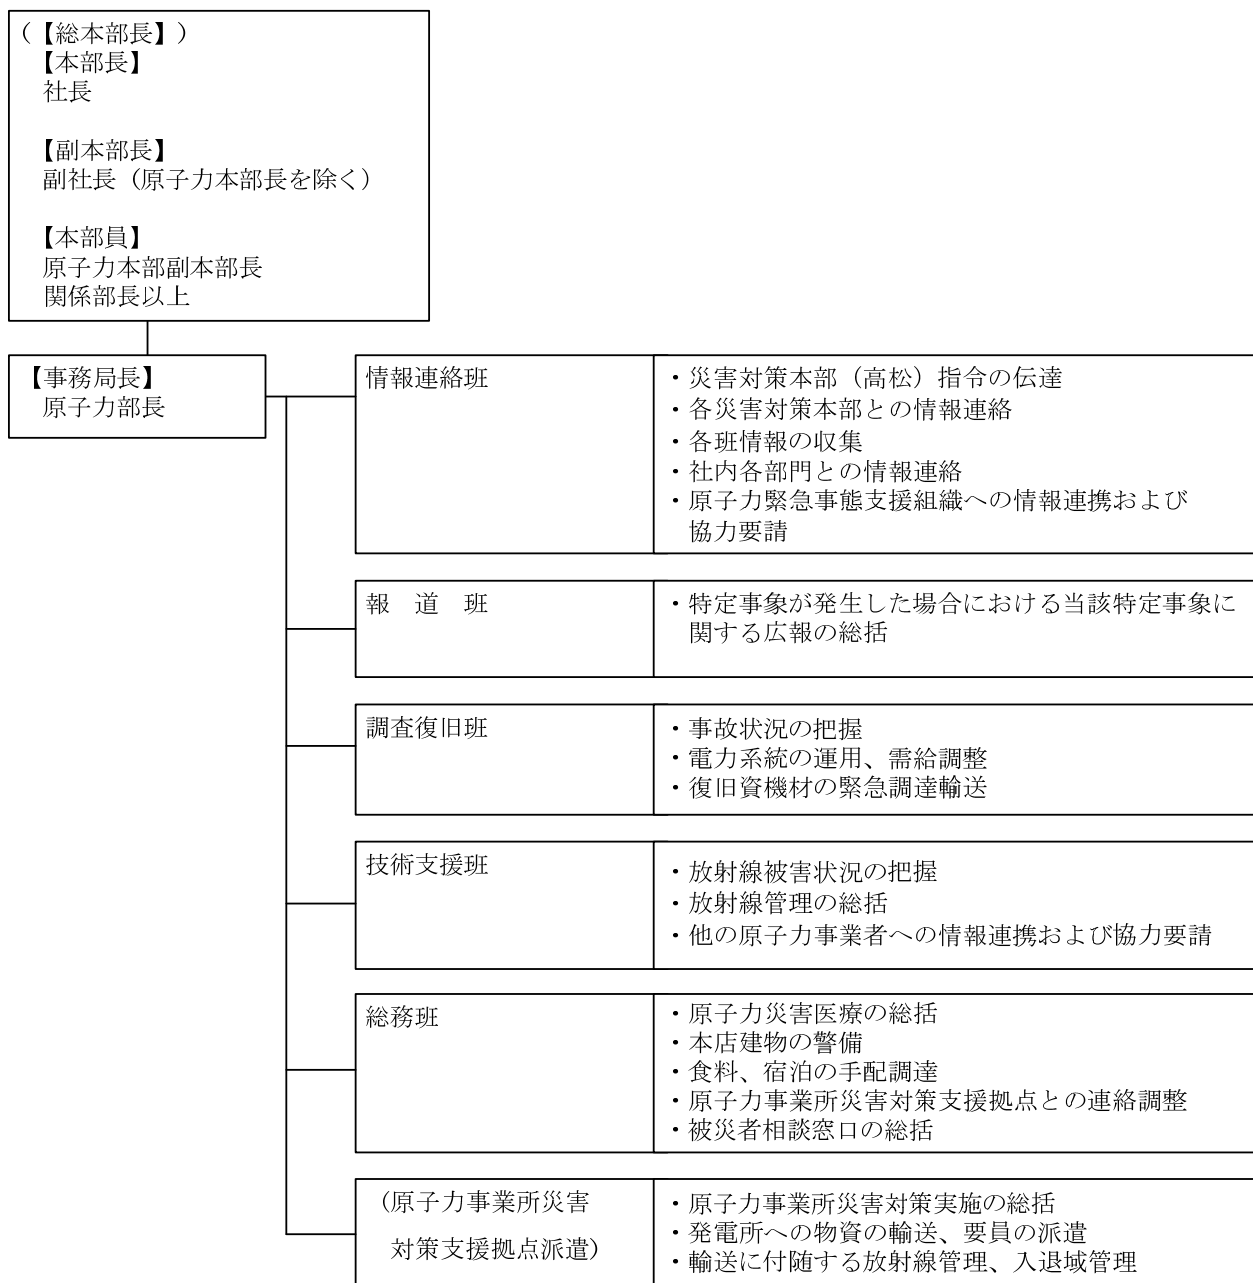 (【総本部長】)
【本部長】
社長
【副本部長】
副社長（原子力本部長を除く）
【本部員】
原子力本部副本部長
関係部長以上
【事務局長】
原子力部長
情報連絡班
・災害対策本部（高松）指令の伝達
・各災害対策本部との情報連絡
・各班情報の収集
・社内各部門との情報連絡
・原子力緊急事態支援組織への情報連携および
協力要請
報　道　班
・特定事象が発生した場合における当該特定事象に
関する広報の総括
調査復旧班
・事故状況の把握
・電力系統の運用、需給調整
・復旧資機材の緊急調達輸送
技術支援班
・放射線被害状況の把握
・放射線管理の総括
・他の原子力事業者への情報連携および協力要請
総務班
・原子力災害医療の総括
・本店建物の警備
・食料、宿泊の手配調達
・原子力事業所災害対策支援拠点との連絡調整
・被災者相談窓口の総括
（原子力事業所災害
対策支援拠点派遣）
・原子力事業所災害対策実施の総括
・発電所への物資の輸送、要員の派遣
・輸送に付随する放射線管理、入退域管理